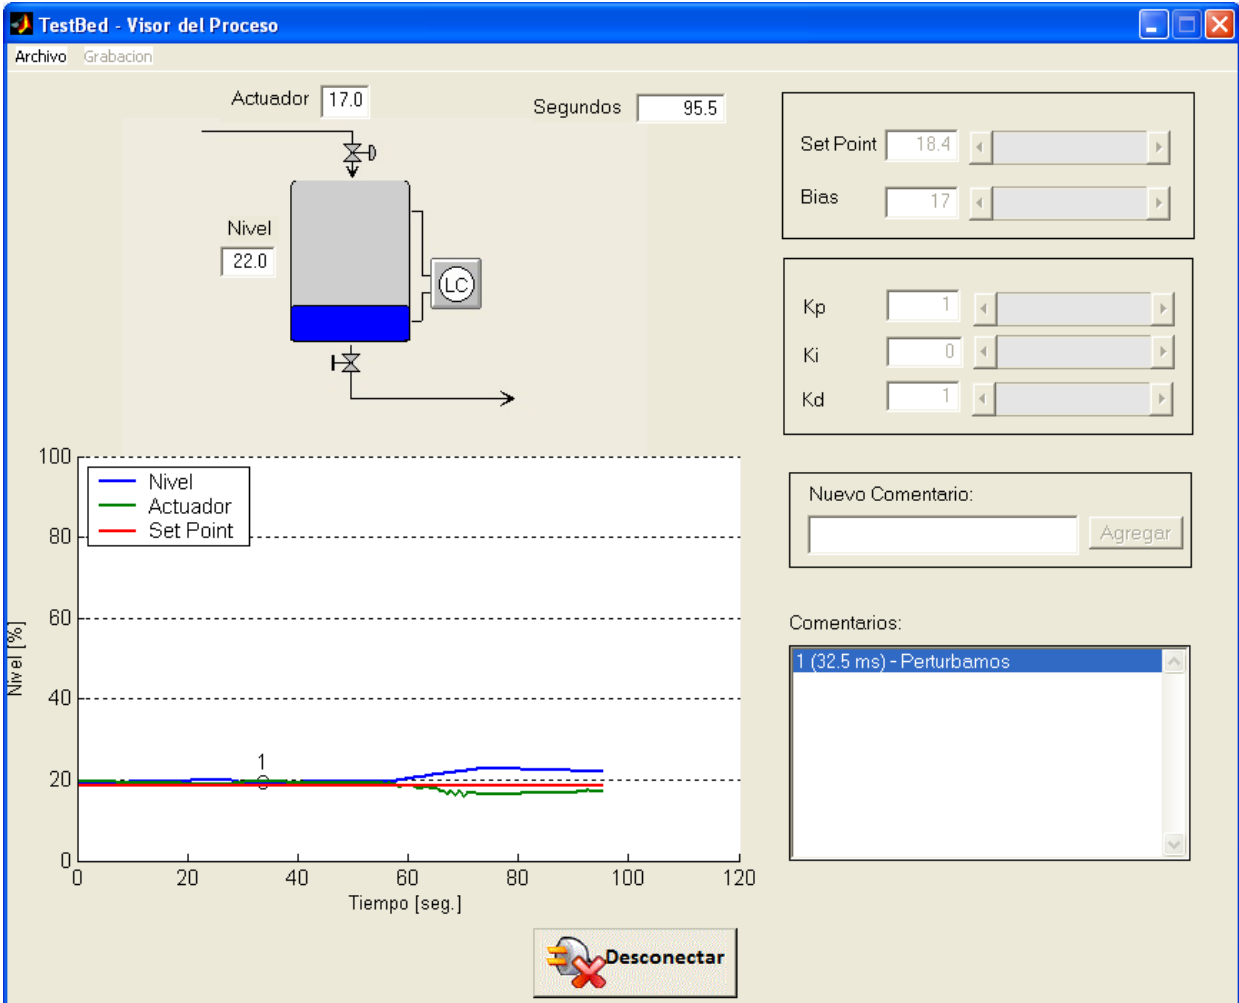 TestBed - Visor del Proceso
Archivo Grabacion
Actuador 17.0
Segundos 95.5
Nivel
22.0
LC
Set Point 18.4
Bias 17
Kp 1
Ki 0
Kd 1
Nuevo Comentario:
Agregar
Comentarios:
1 (32.5 ms) - Perturbamos
Nivel
Actuador
Set Point
1
Nivel [%]
100
80
60
40
20
0
0 20 40 60 80 100 120
Tiempo [seg.]
Desconectar